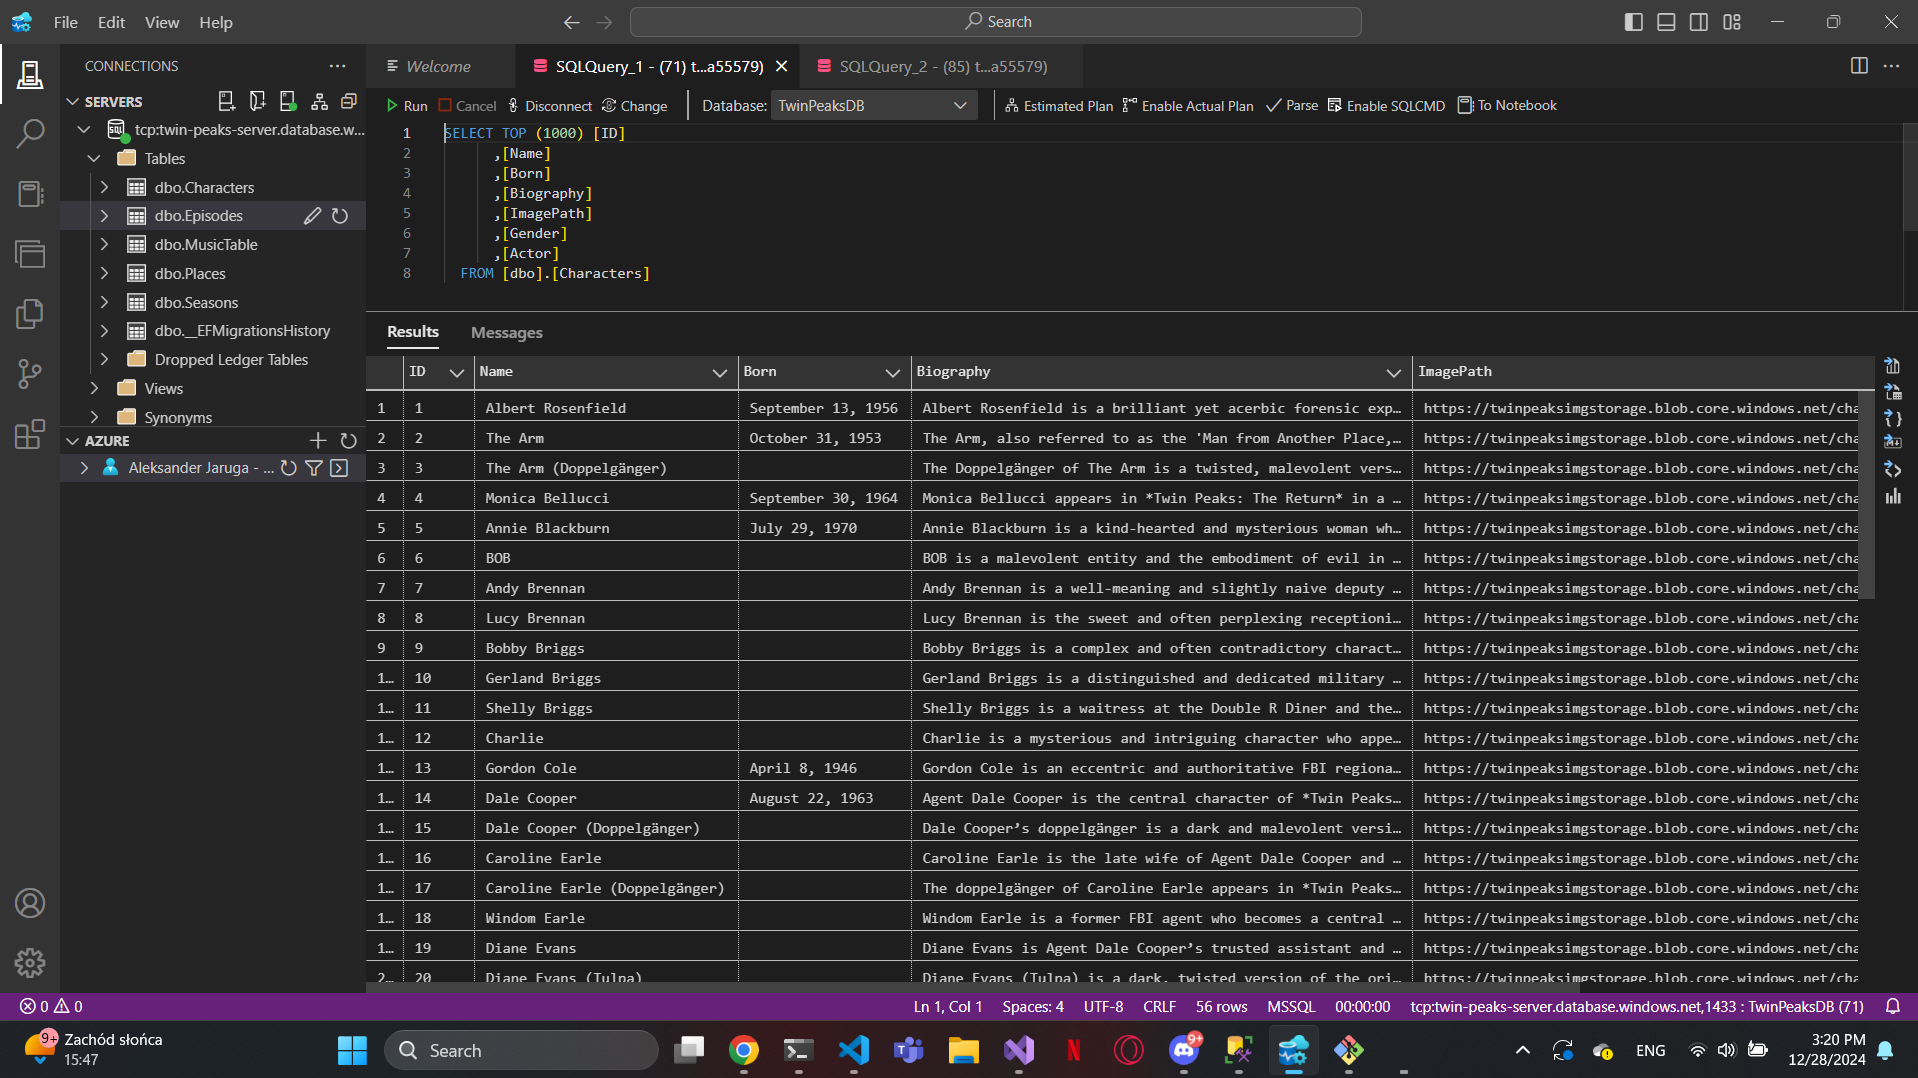 File Edit View Help
Search
CONNECTIONS
Welcome
SQLQuery_1 - (71) t...a55579)
SQLQuery_2 - (85) t...a55579)
SERVERS
Run Cancel Disconnect Change Database: TwinPeaksDB Estimated Plan Enable Actual Plan Parse Enable SQLCMD To Notebook
tcp:twin-peaks-server.database.w...
Tables
dbo.Characters
dbo.Episodes
dbo.MusicTable
dbo.Places
dbo.Seasons
dbo.__EFMigrationsHistory
Dropped Ledger Tables
Views
Synonyms
AZURE
Aleksander Jaruga - ...
1 SELECT TOP (1000) [ID]
2 ,[Name]
3 ,[Born]
4 ,[Biography]
5 ,[ImagePath]
6 ,[Gender]
7 ,[Actor]
8 FROM [dbo].[Characters]
Results Messages
ID Name Born Biography ImagePath
1 1 Albert Rosenfield September 13, 1956 Albert Rosenfield is a brilliant yet acerbic forensic exp… https://twinpeaksimgstorage.blob.core.windows.net/cha
2 2 The Arm October 31, 1953 The Arm, also referred to as the 'Man from Another Place,… https://twinpeaksimgstorage.blob.core.windows.net/cha
3 3 The Arm (Doppelgänger) The Doppelgänger of The Arm is a twisted, malevolent vers… https://twinpeaksimgstorage.blob.core.windows.net/cha
4 4 Monica Bellucci September 30, 1964 Monica Bellucci appears in *Twin Peaks: The Return* in a … https://twinpeaksimgstorage.blob.core.windows.net/cha
5 5 Annie Blackburn July 29, 1970 Annie Blackburn is a kind-hearted and mysterious woman wh… https://twinpeaksimgstorage.blob.core.windows.net/cha
6 6 BOB BOB is a malevolent entity and the embodiment of evil in … https://twinpeaksimgstorage.blob.core.windows.net/cha
7 7 Andy Brennan Andy Brennan is a well-meaning and slightly naive deputy … https://twinpeaksimgstorage.blob.core.windows.net/cha
8 8 Lucy Brennan Lucy Brennan is the sweet and often perplexing receptioni… https://twinpeaksimgstorage.blob.core.windows.net/cha
9 9 Bobby Briggs Bobby Briggs is a complex and often contradictory charact… https://twinpeaksimgstorage.blob.core.windows.net/cha
1… 10 Gerland Briggs Gerland Briggs is a distinguished and dedicated military … https://twinpeaksimgstorage.blob.core.windows.net/cha
1… 11 Shelly Briggs Shelly Briggs is a waitress at the Double R Diner and the… https://twinpeaksimgstorage.blob.core.windows.net/cha
1… 12 Charlie Charlie is a mysterious and intriguing character who appe… https://twinpeaksimgstorage.blob.core.windows.net/cha
1… 13 Gordon Cole April 8, 1946 Gordon Cole is an eccentric and authoritative FBI regiona… https://twinpeaksimgstorage.blob.core.windows.net/cha
1… 14 Dale Cooper August 22, 1963 Agent Dale Cooper is the central character of *Twin Peaks… https://twinpeaksimgstorage.blob.core.windows.net/cha
1… 15 Dale Cooper (Doppelgänger) Dale Cooper’s doppelgänger is a dark and malevolent versi… https://twinpeaksimgstorage.blob.core.windows.net/cha
1… 16 Caroline Earle Caroline Earle is the late wife of Agent Dale Cooper and … https://twinpeaksimgstorage.blob.core.windows.net/cha
1… 17 Caroline Earle (Doppelgänger) The doppelgänger of Caroline Earle appears in *Twin Peaks… https://twinpeaksimgstorage.blob.core.windows.net/cha
1… 18 Windom Earle Windom Earle is a former FBI agent who becomes a central … https://twinpeaksimgstorage.blob.core.windows.net/cha
1… 19 Diane Evans Diane Evans is Agent Dale Cooper’s trusted assistant and … https://twinpeaksimgstorage.blob.core.windows.net/cha
2… 20 Diane Evans (Tulpa) Diane Evans (Tulpa) is a dark, twisted version of the ori… https://twinpeaksimgstorage.blob.core.windows.net/cha
0 0 Ln 1, Col 1 Spaces: 4 UTF-8 CRLF 56 rows MSSQL 00:00:00 tcp:twin-peaks-server.database.windows.net,1433 : TwinPeaksDB (71)
9+ Zachód słońca
15:47
Search
9+
ENG
3:20 PM
12/28/2024